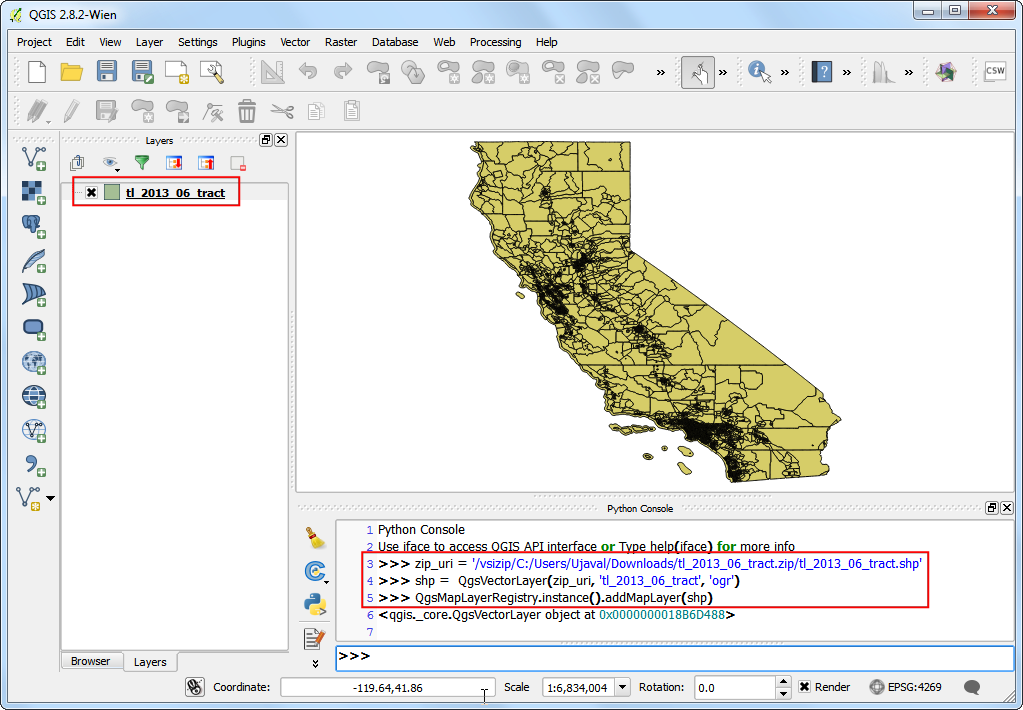 QGIS 2.8.2-Wien
Project Edit View Layer Settings Plugins Vector Raster Database Web Processing Help
» » » » ?
CSW
Layers
tl_2013_06_tract
Python Console
1 Python Console
2 Use iface to access QGIS API interface or Type help(iface) for more info
3 >>> zip_uri = '/vsizip/C:/Users/Ujaval/Downloads/tl_2013_06_tract.zip/tl_2013_06_tract.shp'
4 >>> shp =  QgsVectorLayer(zip_uri, 'tl_2013_06_tract', 'ogr')
5 >>> QgsMapLayerRegistry.instance().addMapLayer(shp)
6 <qgis._core.QgsVectorLayer object at 0x0000000018B6D488>
7
>>>
Browser Layers
Coordinate: -119.64,41.86 Scale 1:6,834,004 Rotation: 0.0 Render EPSG:4269